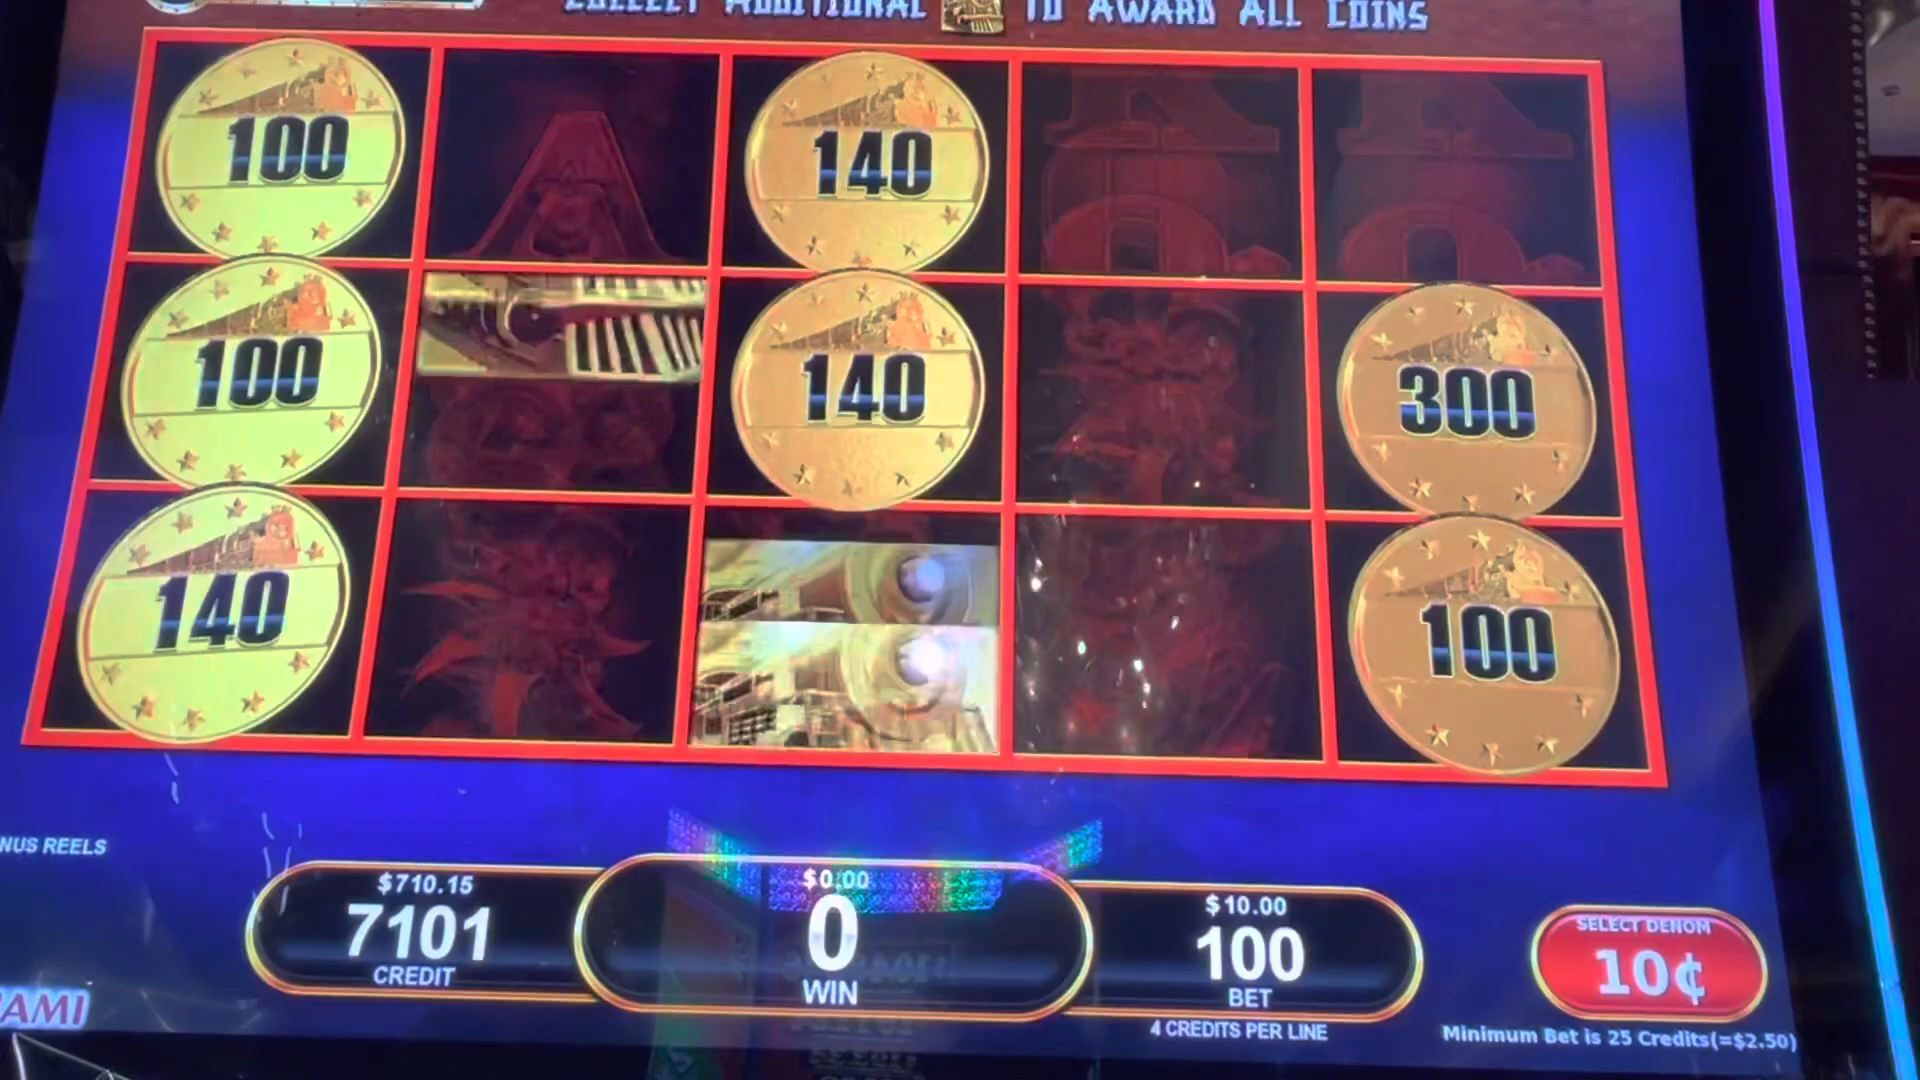 COLLECT ADDITIONAL TO AWARD ALL COINS
100 140
100 140 300
140 100
NUS REELS
$710.15
7101
CREDIT
$0.00
0
WIN
$10.00
100
BET
4 CREDITS PER LINE
SELECT DENOM
10¢
Minimum Bet is 25 Credits(=$2.50)
AMI